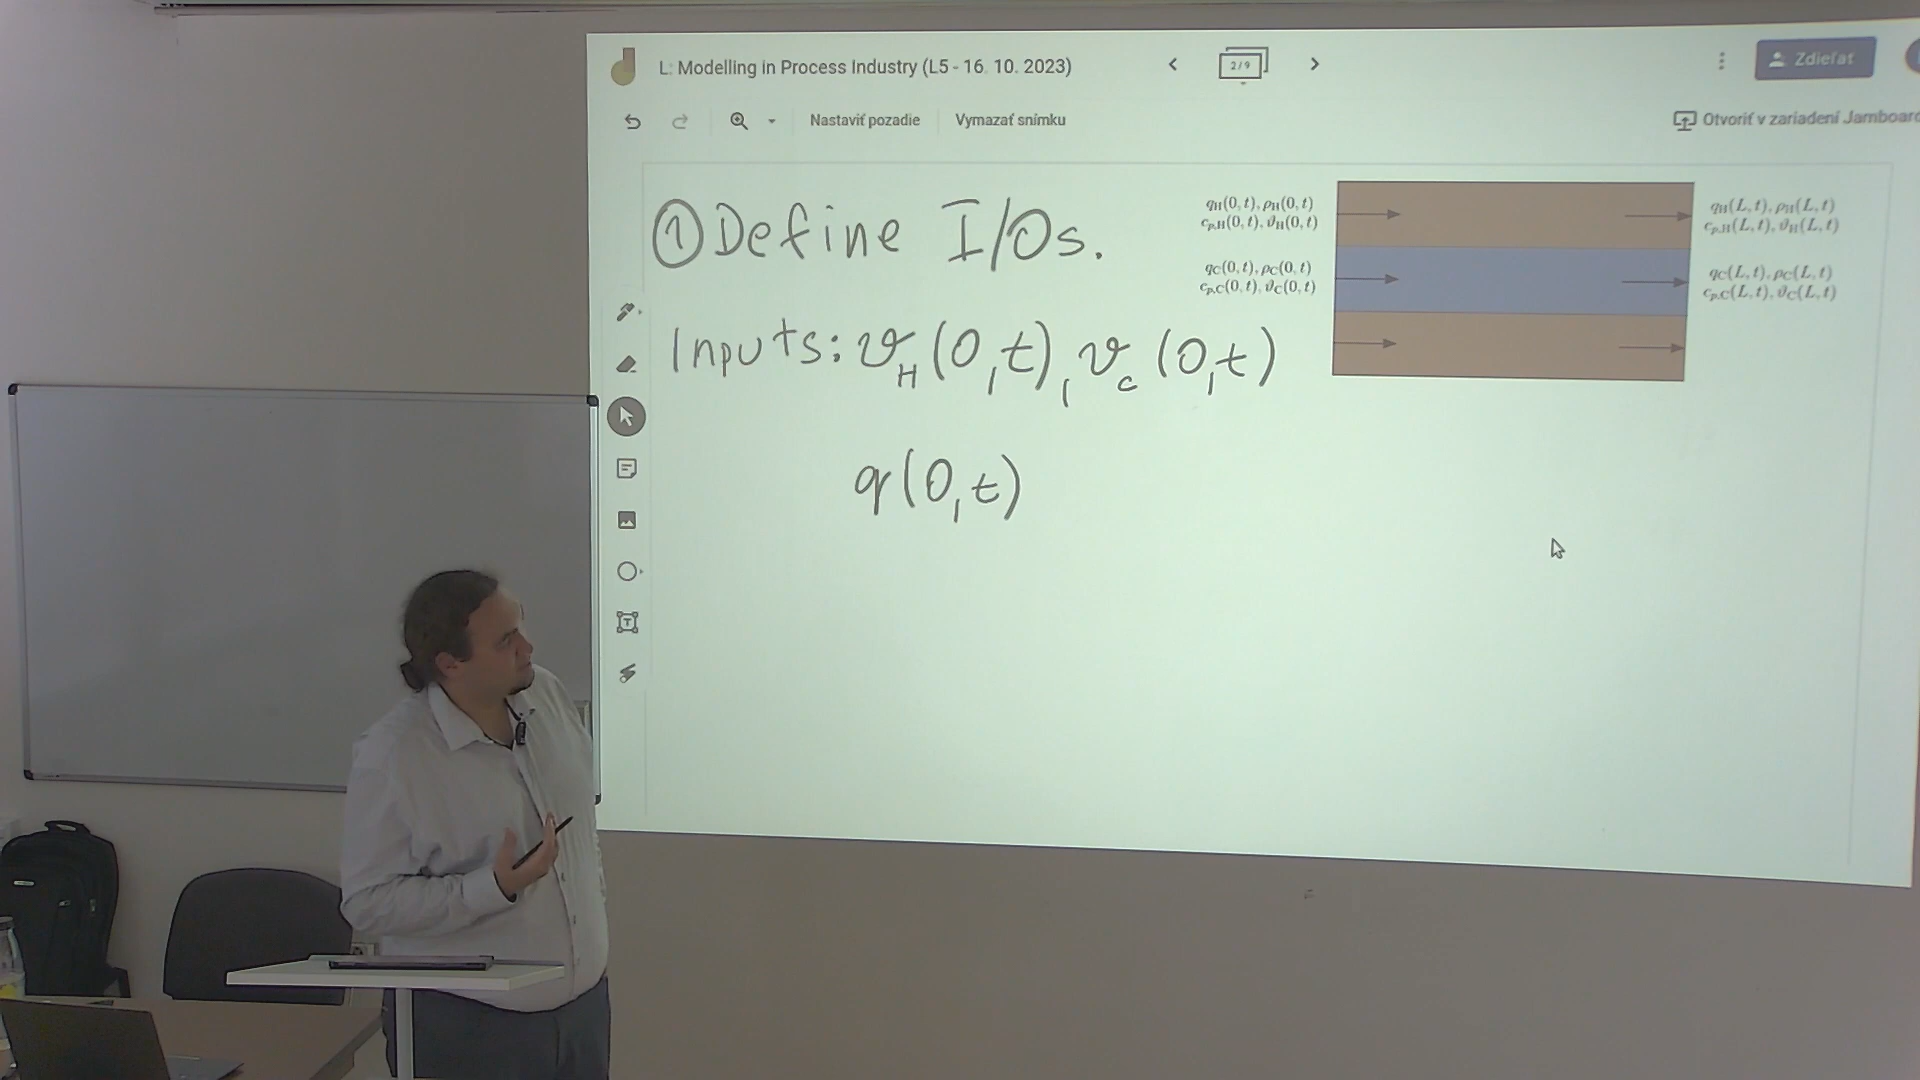 L: Modelling in Process Industry (L5 - 16. 10. 2023)
2/9
Zdieľať
Nastaviť pozadie
Vymazať snímku
Otvoriť v zariadení Jamboard
① Define I/Os.
qH(0, t), ρH(0, t)
cp,H(0, t), ϑH(0, t)
qH(L, t), ρH(L, t)
cp,H(L, t), ϑH(L, t)
qC(0, t), ρC(0, t)
cp,C(0, t), ϑC(0, t)
qC(L, t), ρC(L, t)
cp,C(L, t), ϑC(L, t)
Inputs: ϑH(0,t), ϑC(0,t)
q(0,t)